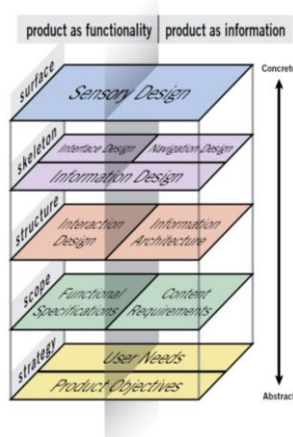 product as functionality
product as information
Concrete
surface
Sensory Design
skeleton
Interface Design
Navigation Design
Information Design
structure
Interaction
Design
Information
Architecture
scope
Functional
Specifications
Content
Requirements
strategy
User Needs
Product Objectives
Abstract